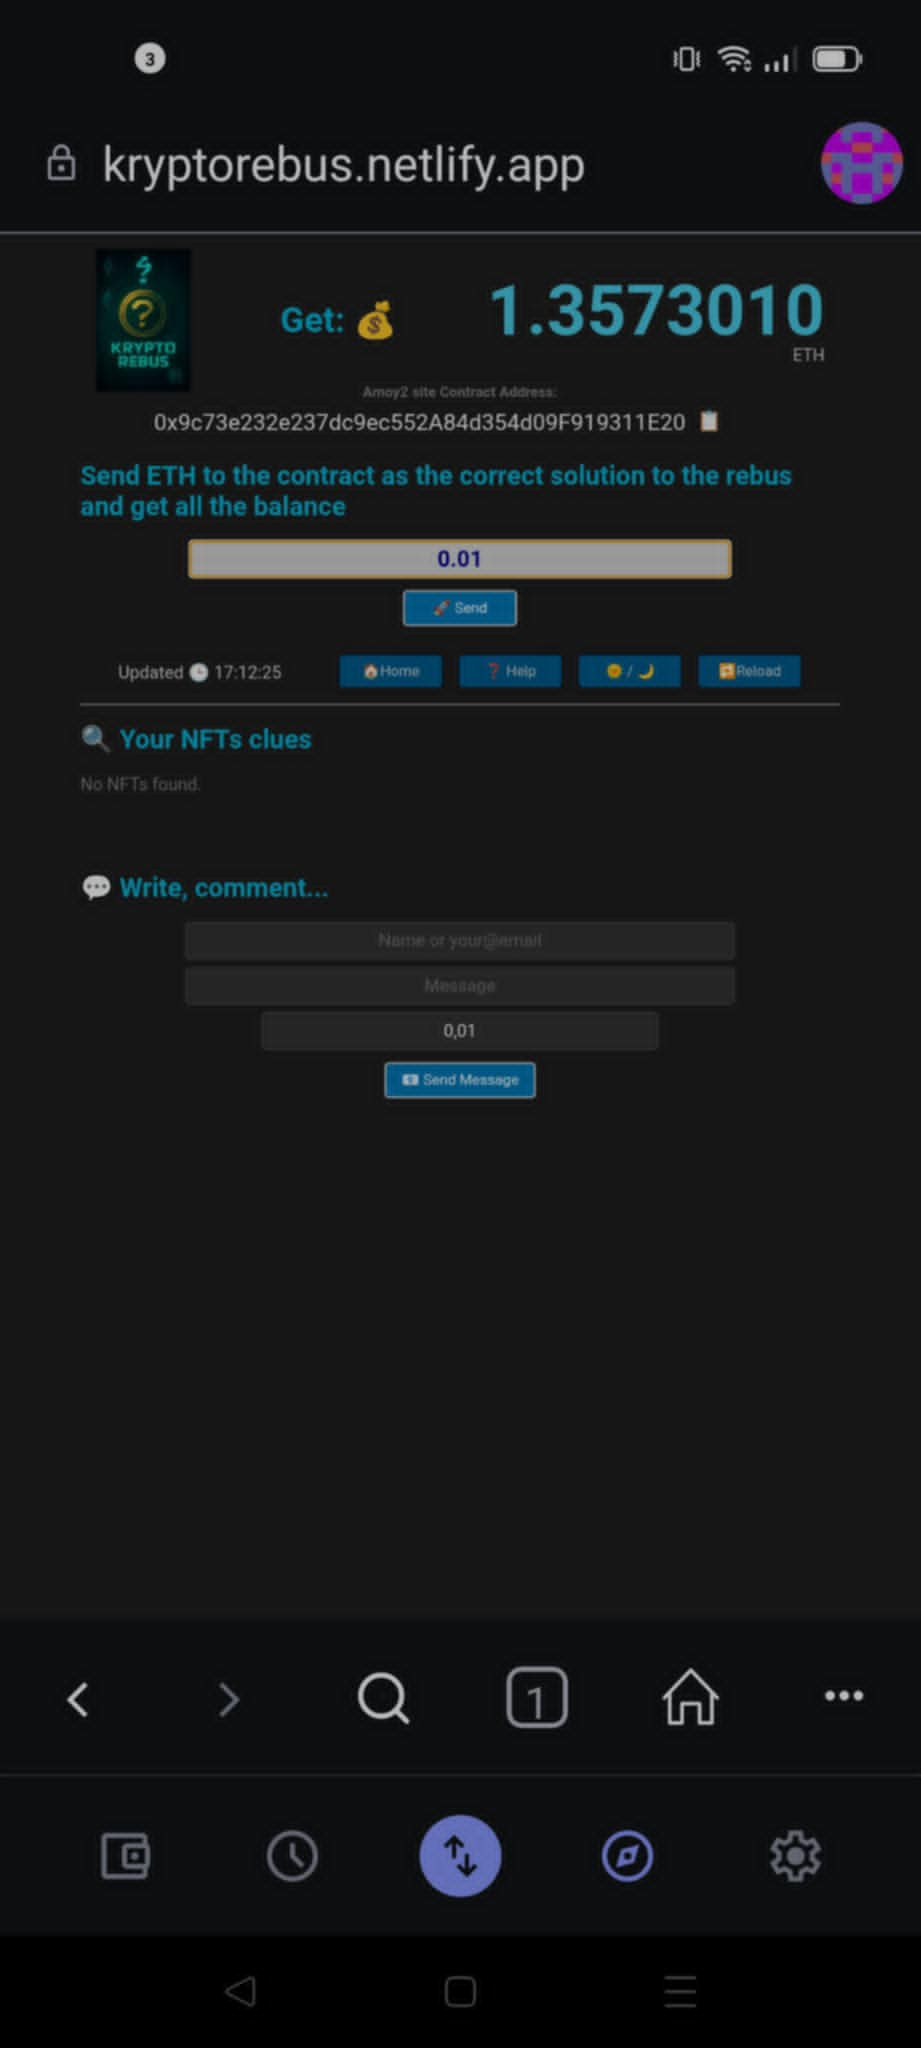 3
kryptorebus.netlify.app
?
KRYPTO
REBUS
Get: 💰 1.3573010
ETH
Amoy2 site Contract Address:
0x9c73e232e237dc9ec552A84d354d09F919311E20 📋
Send ETH to the contract as the correct solution to the rebus
and get all the balance
0.01
🚀 Send
Updated 🕒 17:12:25
🏠Home
❓ Help
🌞 / 🌙
🔁Reload
🔍 Your NFTs clues
No NFTs found.
💬 Write, comment...
Name or your@email
Message
0,01
📧 Send Message
1